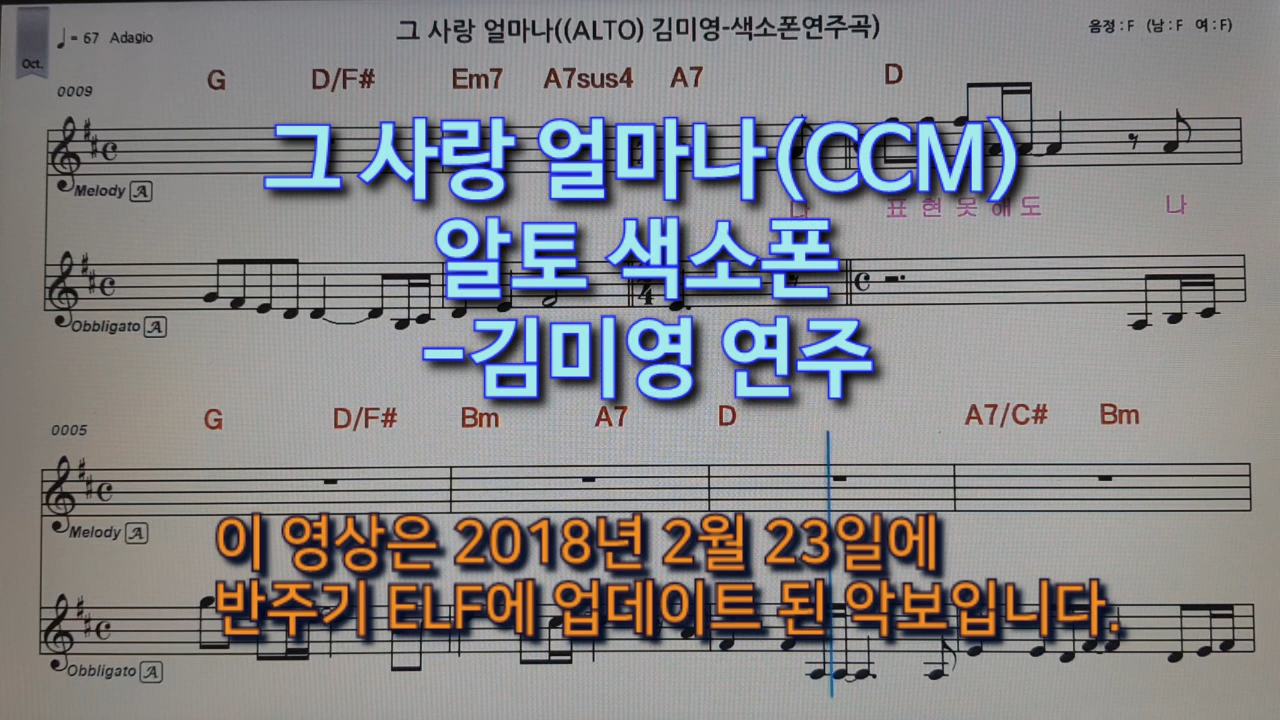 그 사랑 얼마나((ALTO) 김미영-색소폰연주곡)
음정 : F (남 : F 여 : F)
♩= 67 Adagio
Oct.
0009
G D/F# Em7 A7sus4 A7 D
그 사랑 얼마나(CCM)
Melody A
나 표 현 못 해 도 나
알토 색소폰
Obbligato A
-김미영 연주
0005
G D/F# Bm A7 D A7/C# Bm
Melody A
이 영상은 2018년 2월 23일에
반주기 ELF에 업데이트 된 악보입니다.
Obbligato A